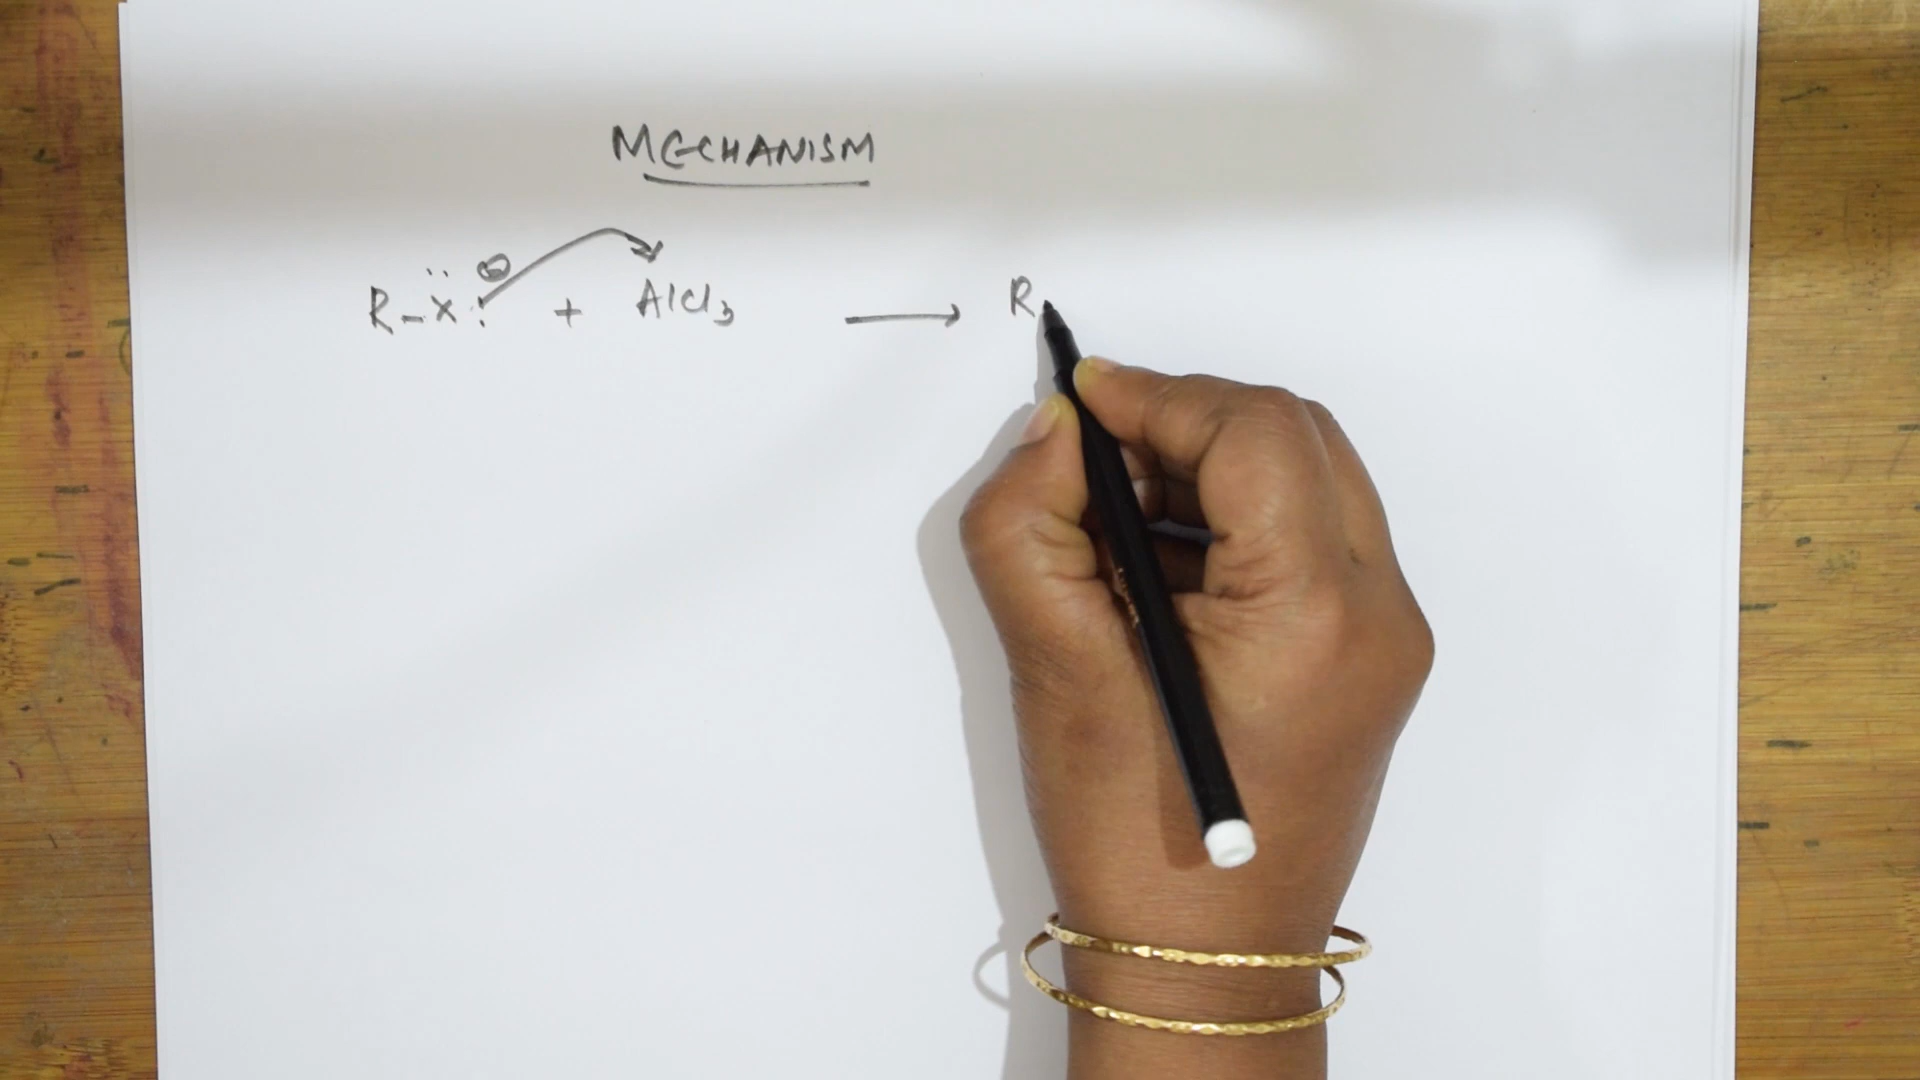 MECHANISM
R-Ẍ: + AlCl₃ ⟶ R